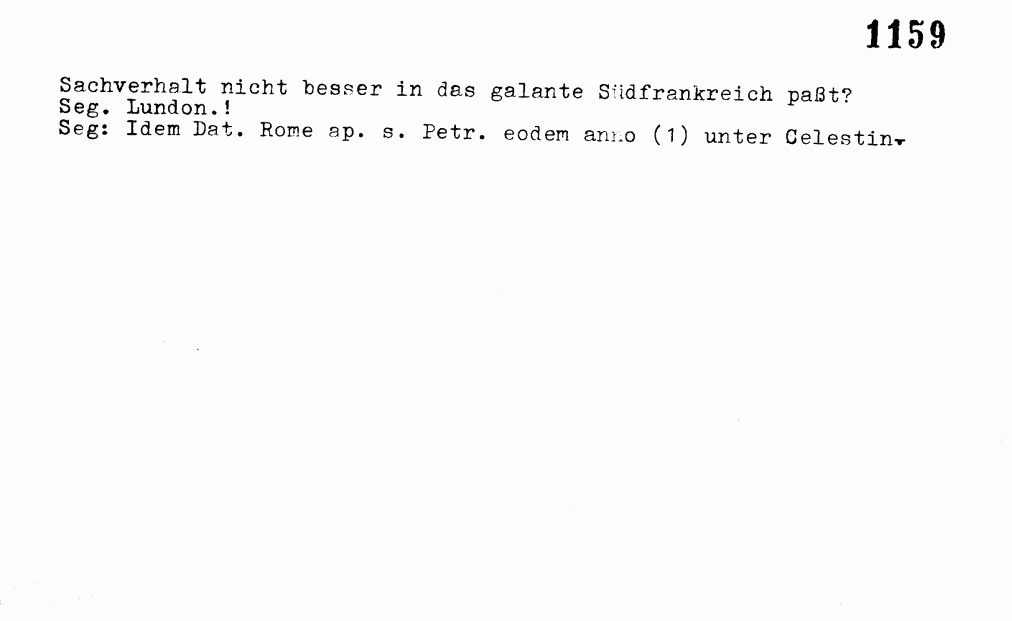 1159
Sachverhalt nicht besser in das galante Südfrankreich paßt?
Seg. Lundon.!
Seg: Idem Dat. Rome ap. s. Petr. eodem anno (1) unter Celestin